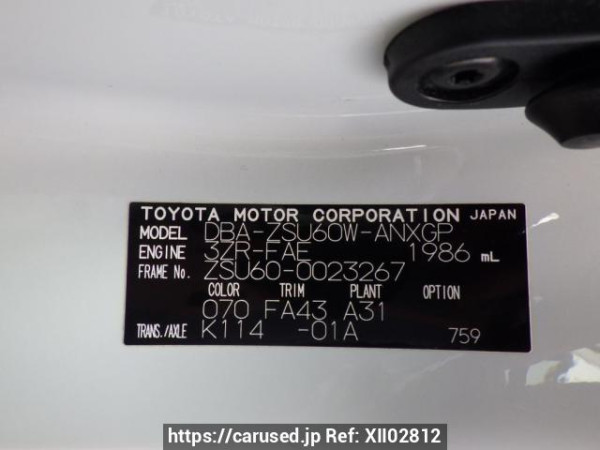 TOYOTA MOTOR CORPORATION JAPAN
MODEL DBA-ZSU60W-ANXGP
ENGINE 3ZR-FAE 1986 mL
FRAME No. ZSU60-0023267
COLOR TRIM PLANT OPTION
070 FA43 A31
TRANS./AXLE K114 -01A 759
https://carused.jp Ref: XII02812